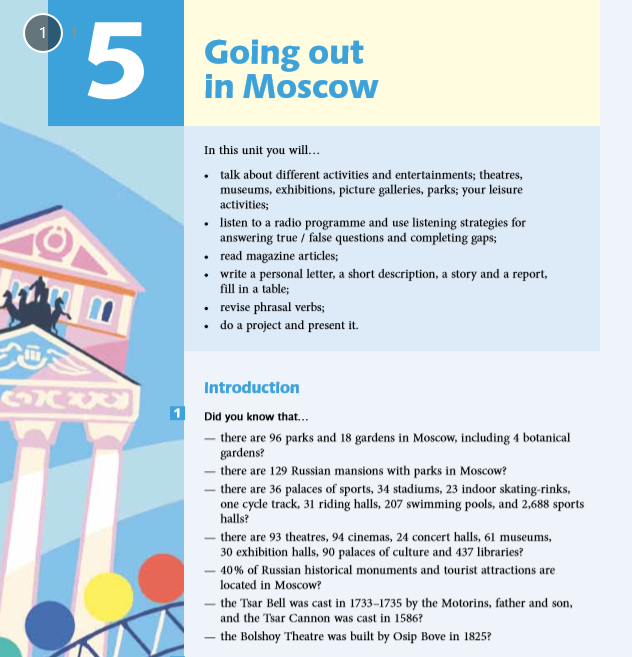 1
5
Going out
in Moscow
In this unit you will…
• talk about different activities and entertainments; theatres,
museums, exhibitions, picture galleries, parks; your leisure
activities;
• listen to a radio programme and use listening strategies for
answering true / false questions and completing gaps;
• read magazine articles;
• write a personal letter, a short description, a story and a report,
fill in a table;
• revise phrasal verbs;
• do a project and present it.
Introduction
1
Did you know that…
— there are 96 parks and 18 gardens in Moscow, including 4 botanical
gardens?
— there are 129 Russian mansions with parks in Moscow?
— there are 36 palaces of sports, 34 stadiums, 23 indoor skating-rinks,
one cycle track, 31 riding halls, 207 swimming pools, and 2,688 sports
halls?
— there are 93 theatres, 94 cinemas, 24 concert halls, 61 museums,
30 exhibition halls, 90 palaces of culture and 437 libraries?
— 40% of Russian historical monuments and tourist attractions are
located in Moscow?
— the Tsar Bell was cast in 1733–1735 by the Motorins, father and son,
and the Tsar Cannon was cast in 1586?
— the Bolshoy Theatre was built by Osip Bove in 1825?